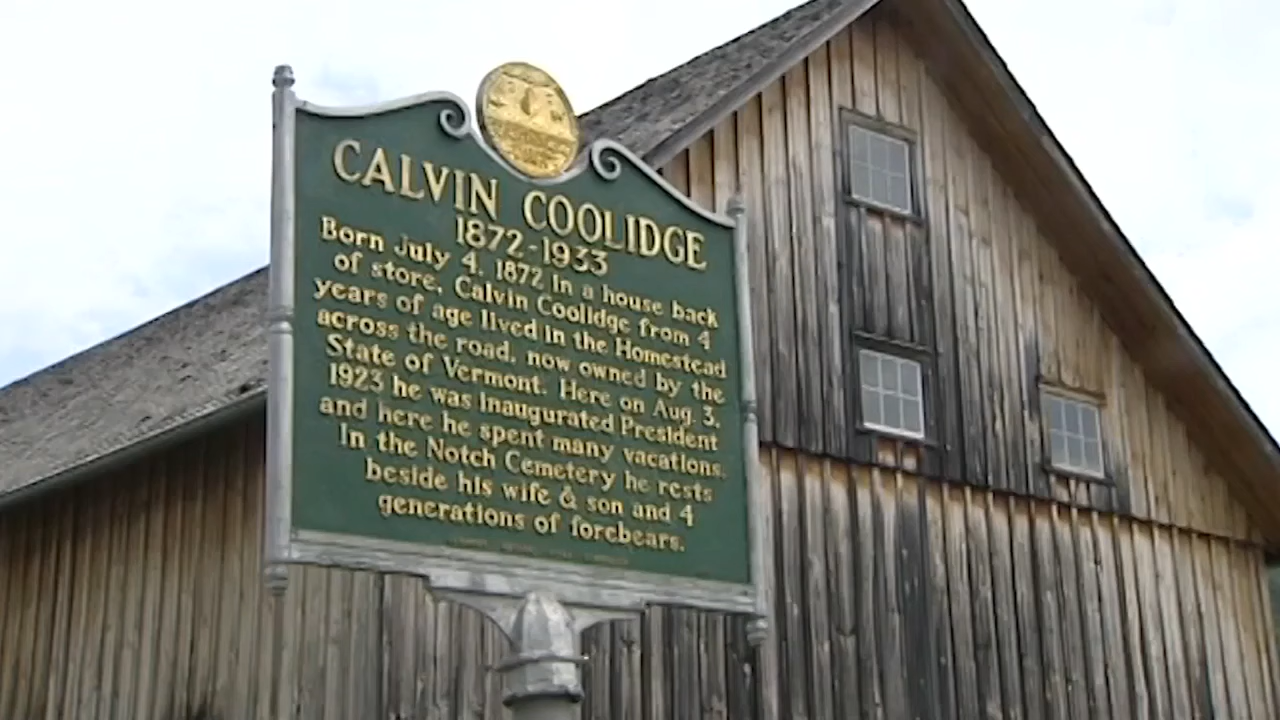 CALVIN COOLIDGE
1872-1933
Born July 4, 1872 in a house back
of store, Calvin Coolidge from 4
years of age lived in the Homestead
across the road, now owned by the
State of Vermont. Here on Aug. 3,
1923 he was inaugurated President
and here he spent many vacations.
In the Notch Cemetery he rests
beside his wife & son and 4
generations of forebears.